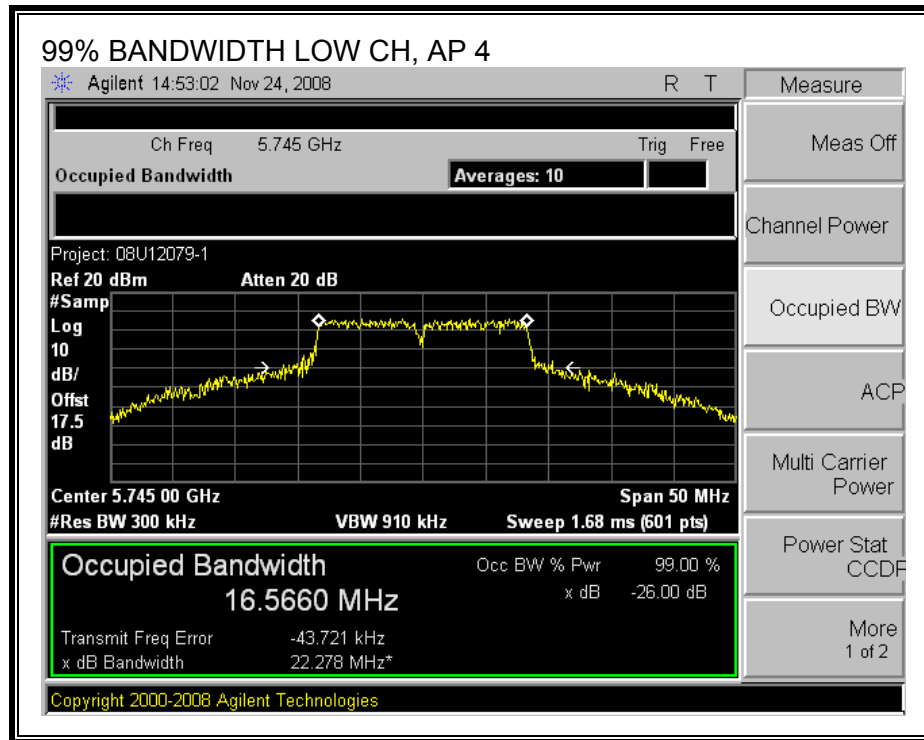 99% BANDWIDTH LOW CH, AP 4
Agilent 14:53:02 Nov 24, 2008 R T
Measure
Ch Freq 5.745 GHz Trig Free
Occupied Bandwidth Averages: 10
Meas Off
Channel Power
Project: 08U12079-1
Ref 20 dBm Atten 20 dB
#Samp
Log
10
dB/
Offst
17.5
dB
Occupied BW
ACP
Center 5.745 00 GHz Span 50 MHz
#Res BW 300 kHz VBW 910 kHz Sweep 1.68 ms (601 pts)
Multi Carrier
Power
Occupied Bandwidth Occ BW % Pwr 99.00 %
16.5660 MHz x dB -26.00 dB
Transmit Freq Error -43.721 kHz
x dB Bandwidth 22.278 MHz*
Power Stat
CCDF
More
1 of 2
Copyright 2000-2008 Agilent Technologies